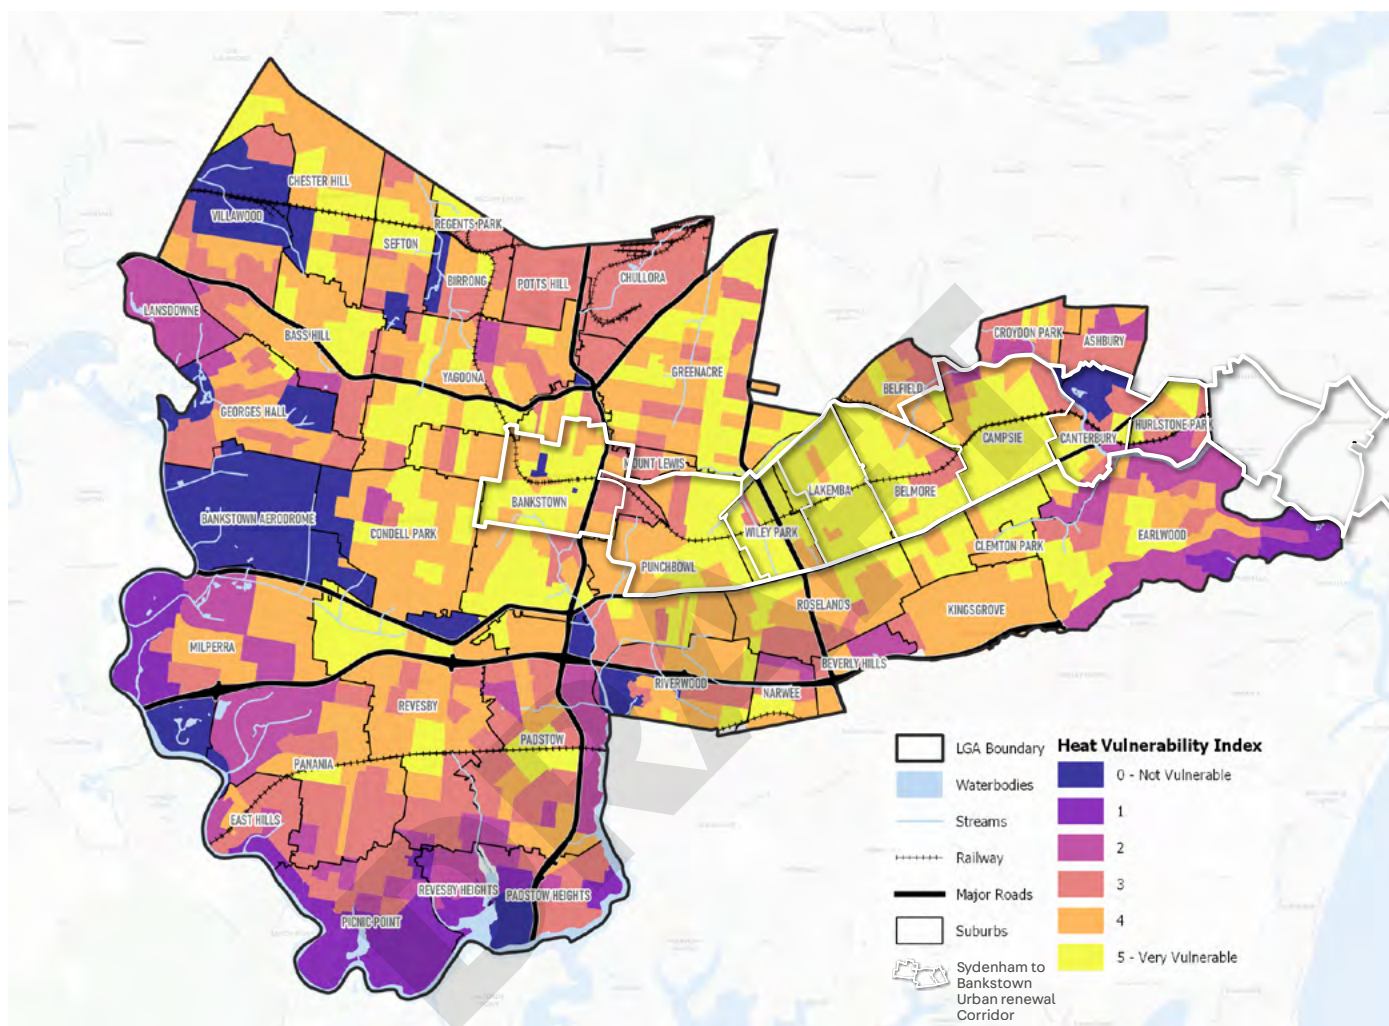 CHESTER HILL
VILLAWOOD
REGENTS PARK
SEFTON
BIRRONG
POTTS HILL
CHULLORA
LANSDOWNE
BASS HILL
CROYDON PARK
ASHBURY
YAGOONA
GREENACRE
BELFIELD
GEORGES HALL
HURLSTONE PARK
CAMPSIE
CANTERBURY
MOUNT LEWIS
LAKEMBA
BELMORE
BANKSTOWN
BANKSTOWN AERODROME
CONDELL PARK
WILEY PARK
EARLWOOD
CLEMTON PARK
PUNCHBOWL
ROSELANDS
KINGSGROVE
MILPERRA
BEVERLY HILLS
RIVERWOOD
NARWEE
REVESBY
PADSTOW
PANANIA
EAST HILLS
REVESBY HEIGHTS
PADSTOW HEIGHTS
PICNIC POINT
DRAFT
LGA Boundary
Waterbodies
Streams
Railway
Major Roads
Suburbs
Sydenham to
Bankstown
Urban renewal
Corridor
Heat Vulnerability Index
0 - Not Vulnerable
1
2
3
4
5 - Very Vulnerable